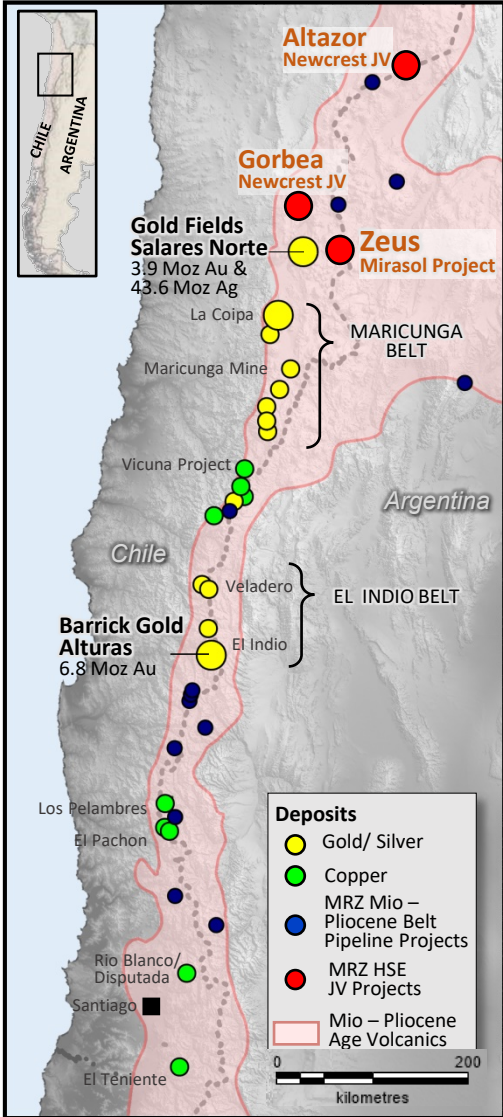 Altazor
Newcrest JV
CHILE
ARGENTINA
Gorbea
Newcrest JV
Gold Fields
Salares Norte
3.9 Moz Au &
43.6 Moz Ag
Zeus
Mirasol Project
La Coipa
MARICUNGA
BELT
Maricunga Mine
Vicuna Project
Argentina
Chile
Veladero
EL INDIO BELT
Barrick Gold
Alturas
6.8 Moz Au
El Indio
Los Pelambres
El Pachon
Rio Blanco/
Disputada
Santiago
El Teniente
Deposits
Gold/ Silver
Copper
MRZ Mio –
Pliocene Belt
Pipeline Projects
MRZ HSE
JV Projects
Mio – Pliocene
Age Volcanics
0 200
kilometres